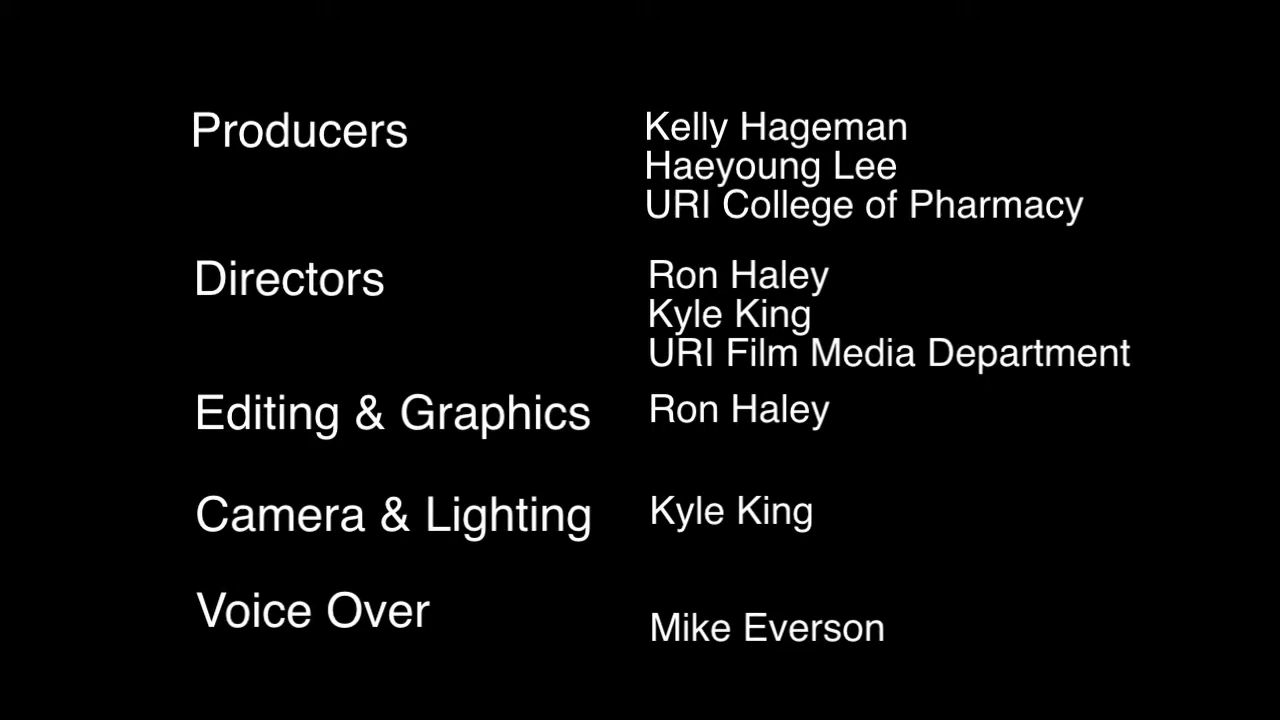 Producers
Kelly Hageman
Haeyoung Lee
URI College of Pharmacy
Directors
Ron Haley
Kyle King
URI Film Media Department
Editing & Graphics
Ron Haley
Camera & Lighting
Kyle King
Voice Over
Mike Everson